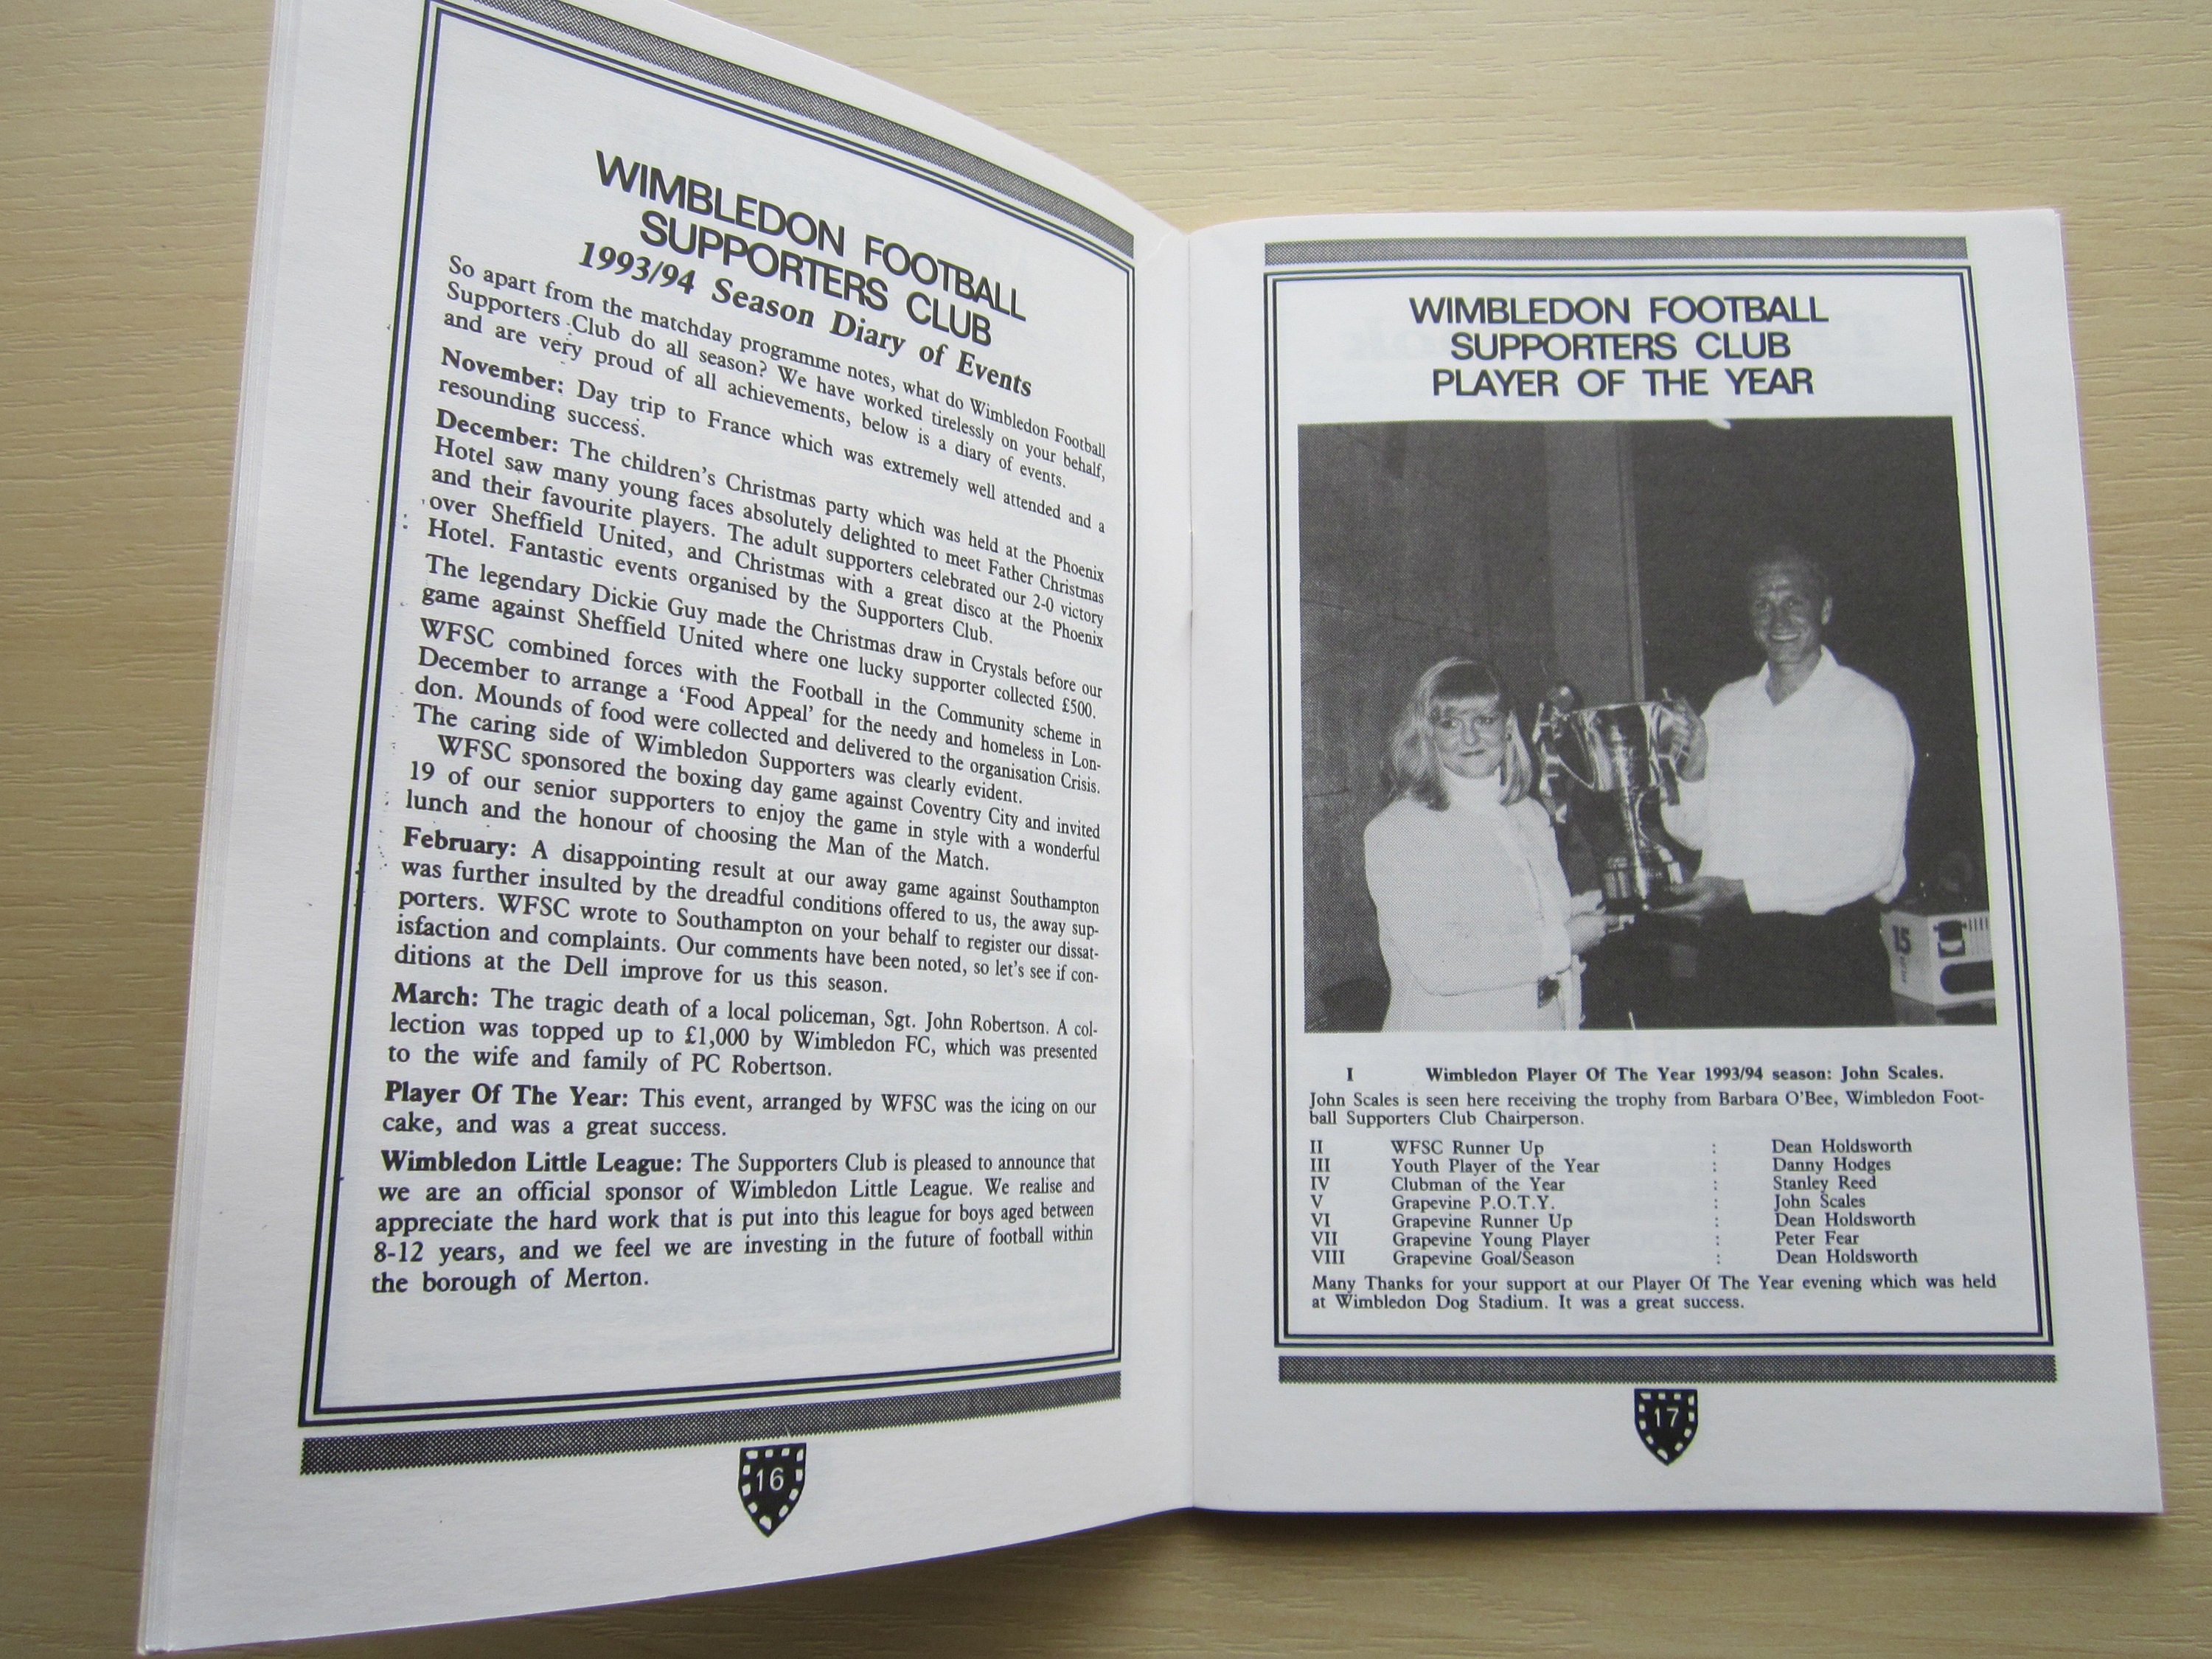 WIMBLEDON FOOTBALL
SUPPORTERS CLUB
1993/94 Season Diary of Events
So apart from the matchday programme notes, what do Wimbledon Football
Supporters Club do all season? We have worked tirelessly on your behalf,
and are very proud of all achievements, below is a diary of events.
November: Day trip to France which was extremely well attended and a
resounding success.
December: The children's Christmas party which was held at the Phoenix
Hotel saw many young faces absolutely delighted to meet Father Christmas
and their favourite players. The adult supporters celebrated our 2-0 victory
over Sheffield United, and Christmas with a great disco at the Phoenix
Hotel. Fantastic events organised by the Supporters Club.
The legendary Dickie Guy made the Christmas draw in Crystals before our
game against Sheffield United where one lucky supporter collected £500.
WFSC combined forces with the Football in the Community scheme in
December to arrange a 'Food Appeal' for the needy and homeless in Lon-
don. Mounds of food were collected and delivered to the organisation Crisis.
The caring side of Wimbledon Supporters was clearly evident.
WFSC sponsored the boxing day game against Coventry City and invited
19 of our senior supporters to enjoy the game in style with a wonderful
lunch and the honour of choosing the Man of the Match.
February: A disappointing result at our away game against Southampton
was further insulted by the dreadful conditions offered to us, the away sup-
porters. WFSC wrote to Southampton on your behalf to register our dissat-
isfaction and complaints. Our comments have been noted, so let's see if con-
ditions at the Dell improve for us this season.
March: The tragic death of a local policeman, Sgt. John Robertson. A col-
lection was topped up to £1,000 by Wimbledon FC, which was presented
to the wife and family of PC Robertson.
Player Of The Year: This event, arranged by WFSC was the icing on our
cake, and was a great success.
Wimbledon Little League: The Supporters Club is pleased to announce that
we are an official sponsor of Wimbledon Little League. We realise and
appreciate the hard work that is put into this league for boys aged between
8-12 years, and we feel we are investing in the future of football within
the borough of Merton.
16
WIMBLEDON FOOTBALL
SUPPORTERS CLUB
PLAYER OF THE YEAR
15
I Wimbledon Player Of The Year 1993/94 season: John Scales.
John Scales is seen here receiving the trophy from Barbara O'Bee, Wimbledon Foot-
ball Supporters Club Chairperson.
II WFSC Runner Up : Dean Holdsworth
III Youth Player of the Year : Danny Hodges
IV Clubman of the Year : Stanley Reed
V Grapevine P.O.T.Y. : John Scales
VI Grapevine Runner Up : Dean Holdsworth
VII Grapevine Young Player : Peter Fear
VIII Grapevine Goal/Season : Dean Holdsworth
Many Thanks for your support at our Player Of The Year evening which was held
at Wimbledon Dog Stadium. It was a great success.
17